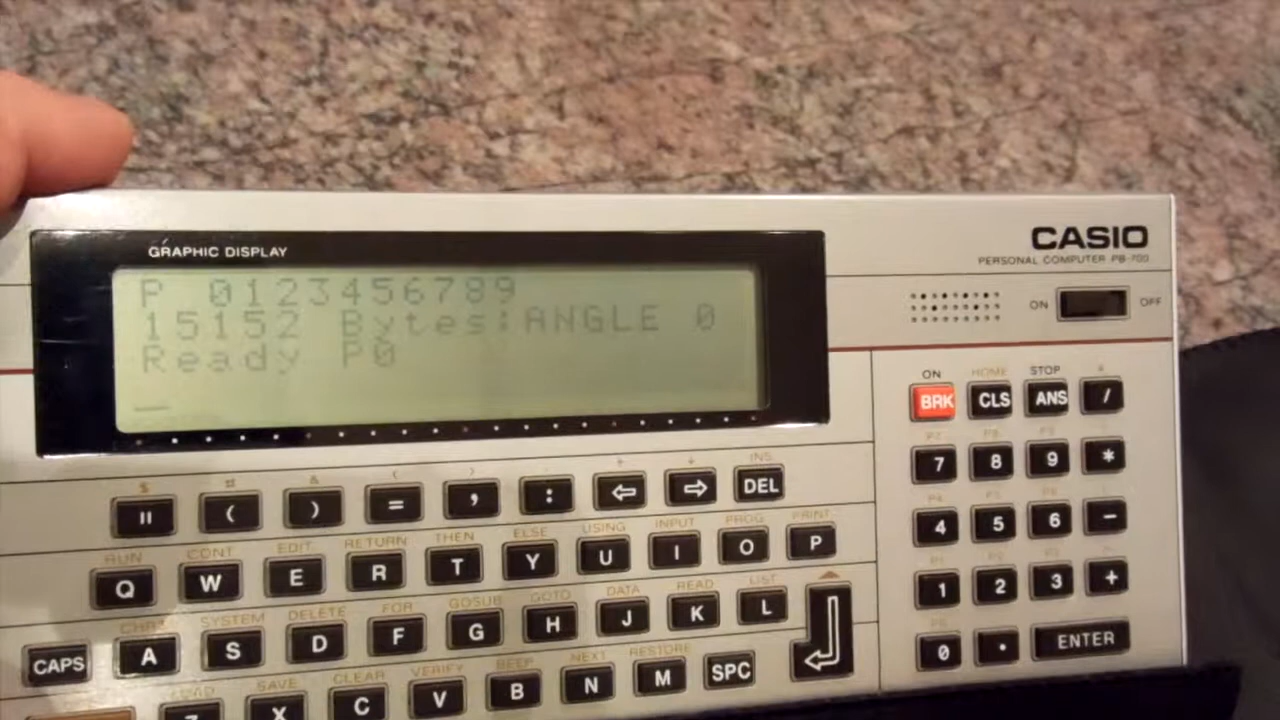 CASIO
PERSONAL COMPUTER PB-700
GRAPHIC DISPLAY
P 0123456789
15152 Bytes:ANGLE 0
Ready P0
_
ON OFF
ON HOME STOP
BRK CLS ANS /
7 8 9 *
4 5 6 -
1 2 3 +
0 . ENTER
$ # & ( ) INS
" ( ) = , : ⇦ ⇨ DEL
RUN CONT EDIT RETURN THEN ELSE USING INPUT PROG PRINT
Q W E R T Y U I O P
SYSTEM DELETE FOR GOSUB GOTO DATA READ LIST
CAPS A S D F G H J K L
LOAD SAVE CLEAR VERIFY BEEP NEXT RESTORE
Z X C V B N M SPC